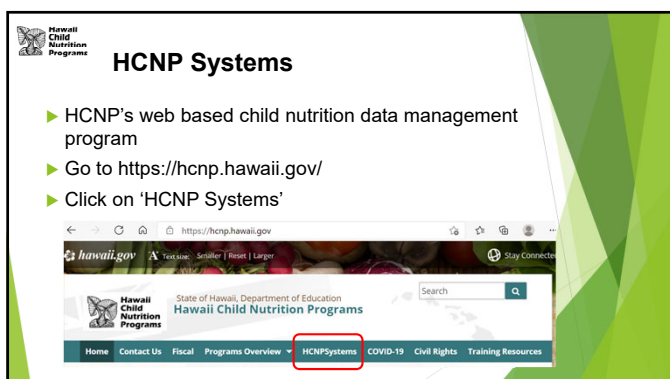 Hawaii
Child
Nutrition
Programs
HCNP Systems
HCNP's web based child nutrition data management
program
Go to https://hcnp.hawaii.gov/
Click on 'HCNP Systems'
https://hcnp.hawaii.gov
hawaii.gov A Text size: Smaller | Reset | Larger Stay Connected
Hawaii
Child
Nutrition
Programs
State of Hawaii, Department of Education
Hawaii Child Nutrition Programs
Search
Home Contact Us Fiscal Programs Overview HCNPSystems COVID-19 Civil Rights Training Resources